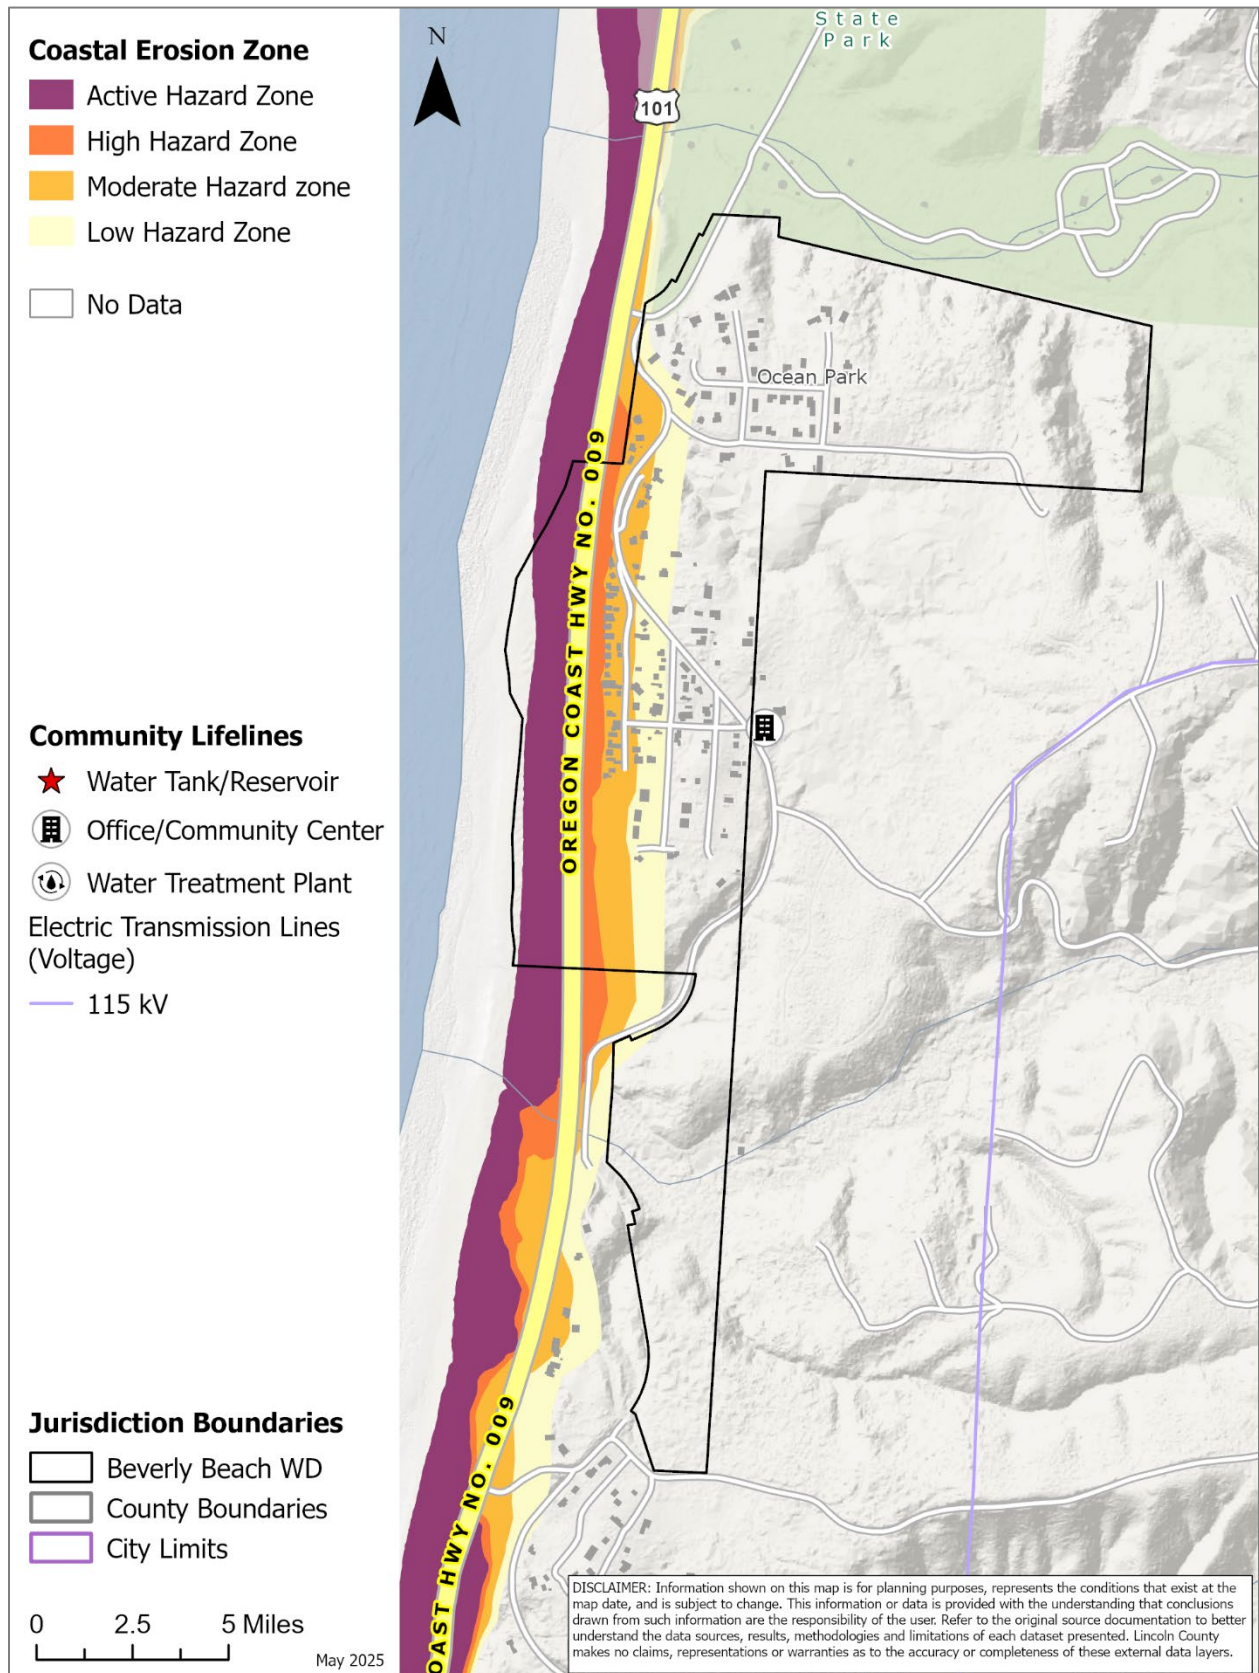 Coastal Erosion Zone
Active Hazard Zone
High Hazard Zone
Moderate Hazard zone
Low Hazard Zone
No Data
Community Lifelines
Water Tank/Reservoir
Office/Community Center
Water Treatment Plant
Electric Transmission Lines
(Voltage)
115 kV
Jurisdiction Boundaries
Beverly Beach WD
County Boundaries
City Limits
0 2.5 5 Miles
May 2025
N
State
Park
101
Ocean Park
OREGON COAST HWY NO. 009
OAST HWY NO. 009
DISCLAIMER: Information shown on this map is for planning purposes, represents the conditions that exist at the
map date, and is subject to change. This information or data is provided with the understanding that conclusions
drawn from such information are the responsibility of the user. Refer to the original source documentation to better
understand the data sources, results, methodologies and limitations of each dataset presented. Lincoln County
makes no claims, representations or warranties as to the accuracy or completeness of these external data layers.